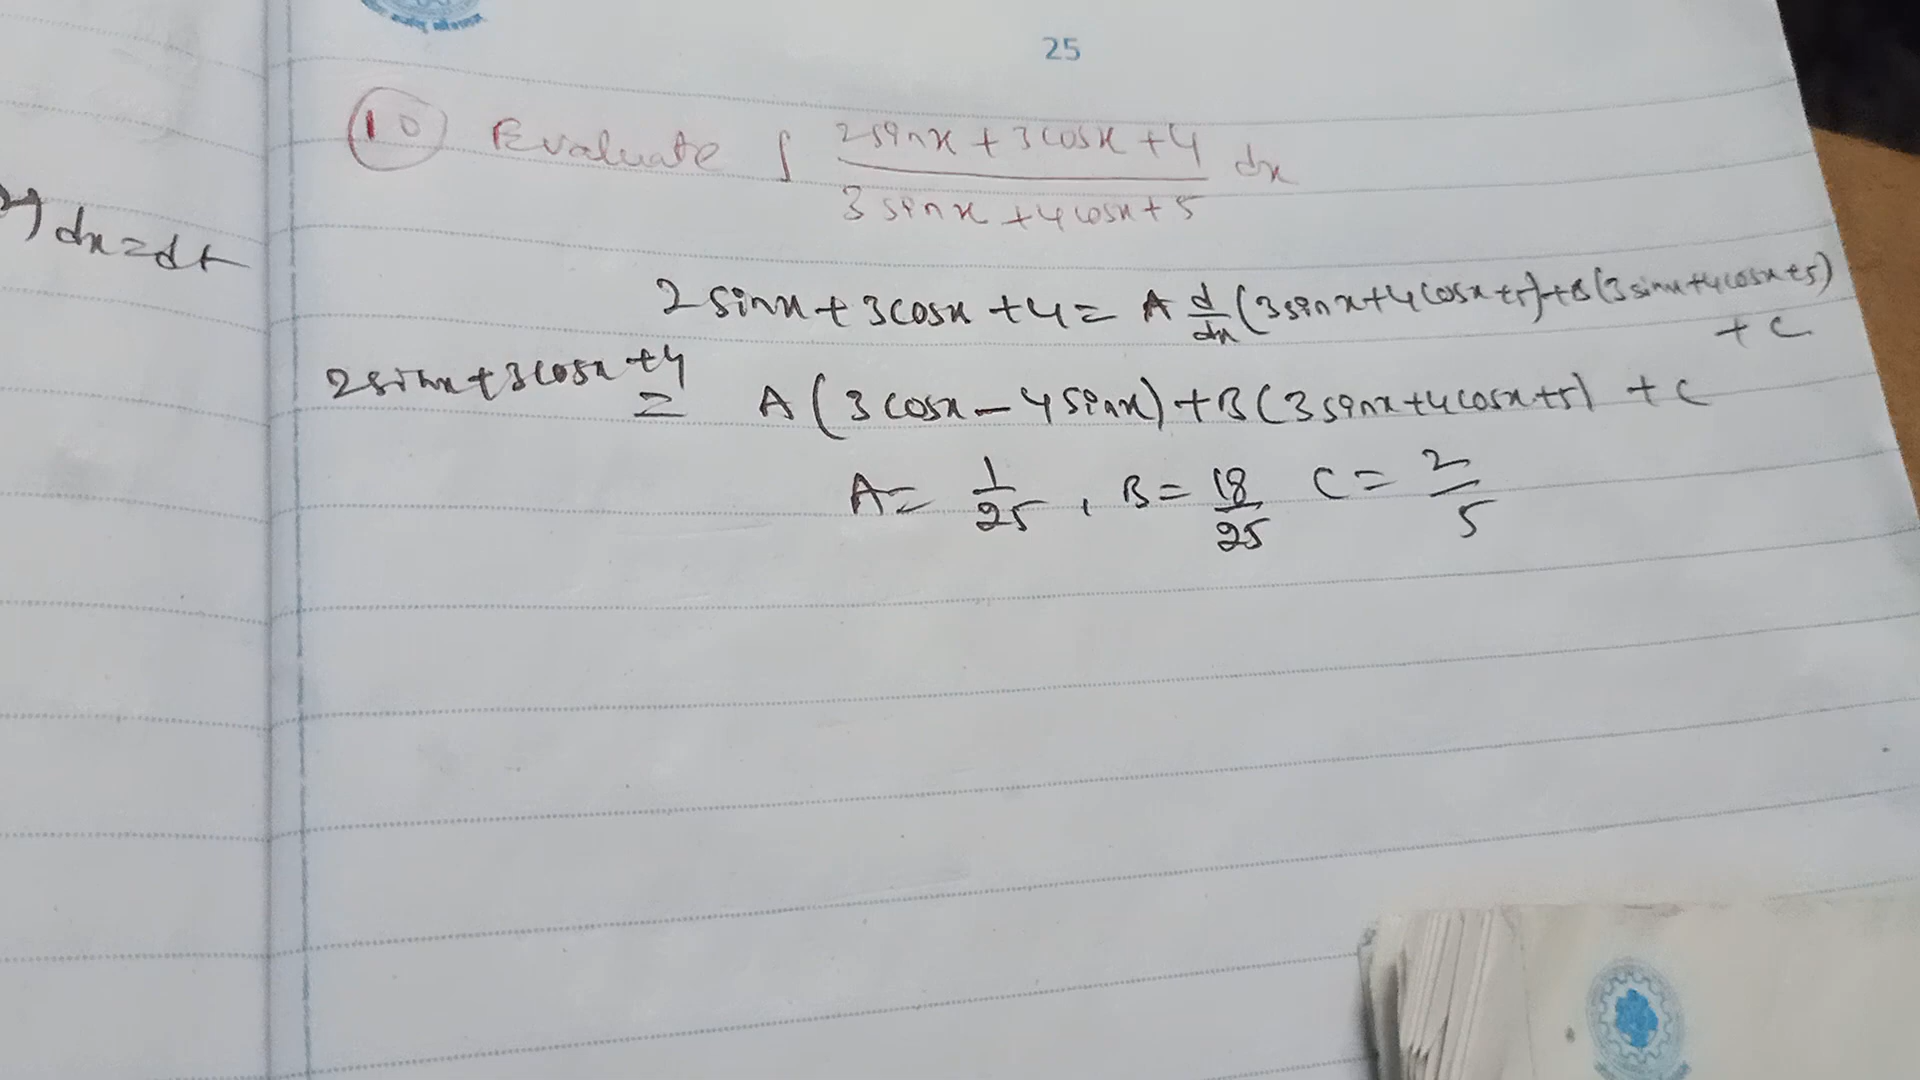 25
10 Evaluate ∫ (2sinx + 3cosx + 4)/(3sinx + 4cosx + 5) dx
dx = dt
2sinx + 3cosx + 4 = A d/dx (3sinx + 4cosx + 5) + B(3sinx + 4cosx + 5)
+ C
2sinx + 3cosx + 4
= A(3cosx - 4sinx) + B(3sinx + 4cosx + 5) + C
A = 1/25, B = 18/25 C = 2/5